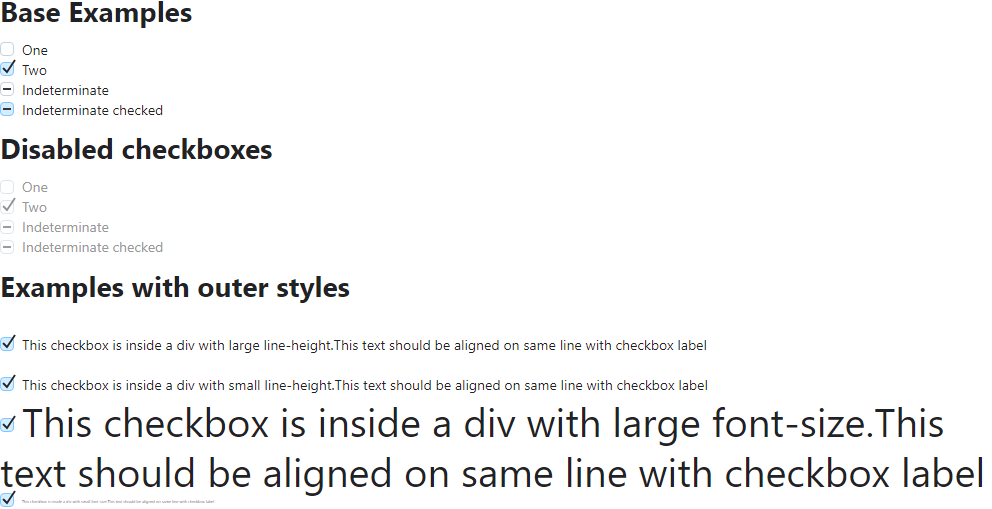 Base Examples
One
Two
Indeterminate
Indeterminate checked
Disabled checkboxes
One
Two
Indeterminate
Indeterminate checked
Examples with outer styles
This checkbox is inside a div with large line-height.This text should be aligned on same line with checkbox label
This checkbox is inside a div with small line-height.This text should be aligned on same line with checkbox label
This checkbox is inside a div with large font-size.This
text should be aligned on same line with checkbox label
This checkbox is inside a div with small font-size.This text should be aligned on same line with checkbox label